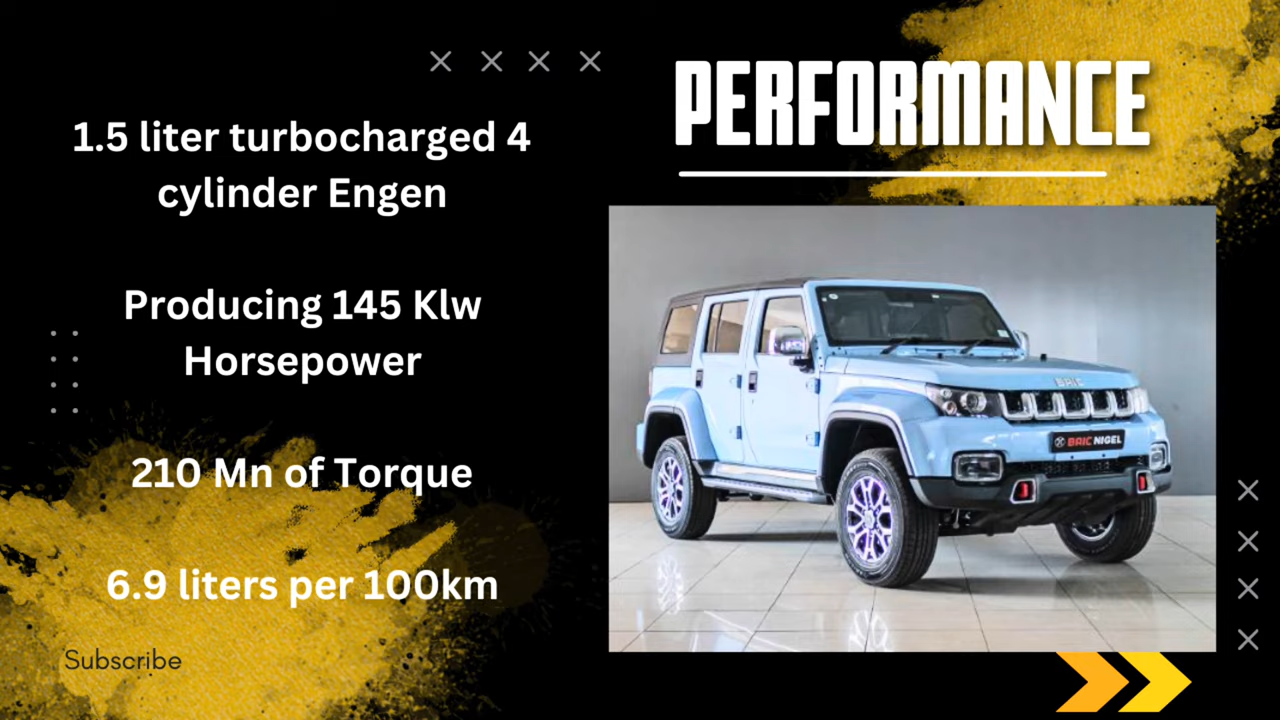 PERFORMANCE
1.5 liter turbocharged 4
cylinder Engen
Producing 145 Klw
Horsepower
210 Mn of Torque
6.9 liters per 100km
Subscribe
BAIC
BAIC NIGEL